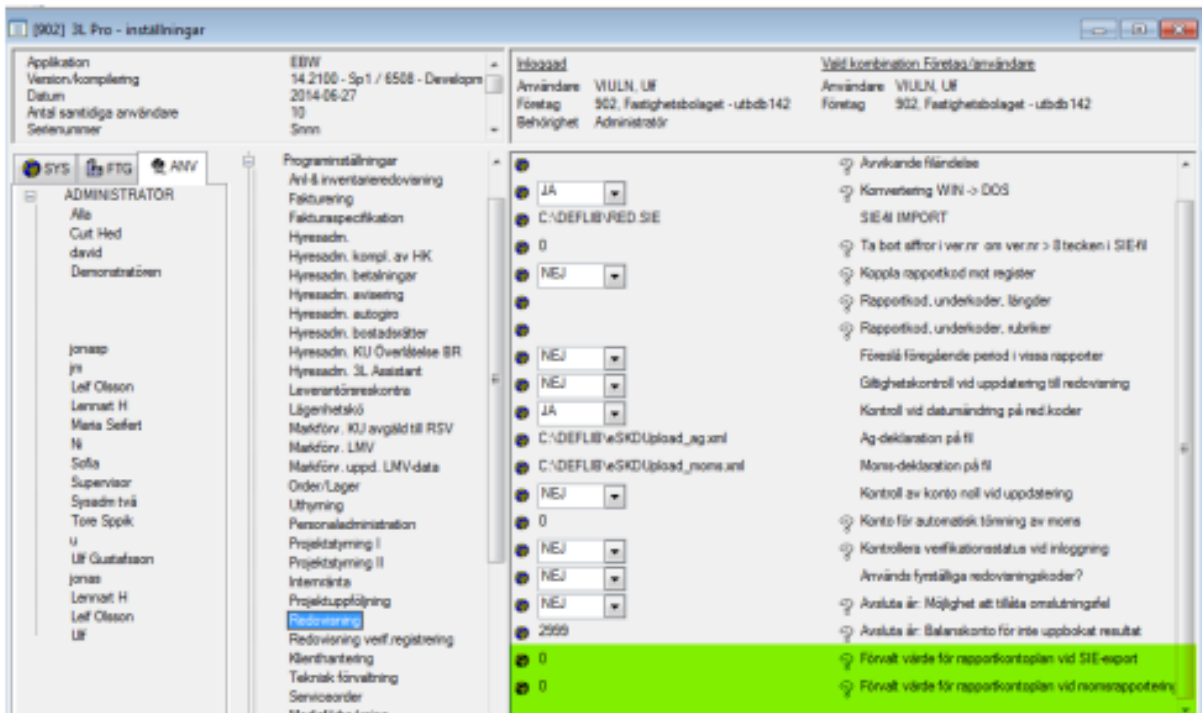 [902] 3L Pro - inställningar
Applikation EBW
Version/kompilering 14.2100 - Sp1 / 6508 - Developm
Datum 2014-06-27
Antal samtidiga användare 10
Serienummer Snnn
Inloggad
Användare VIULN, Ulf
Företag 902, Fastighetsbolaget - utbdb142
Behörighet Administratör
Vald kombination Företag/användare
Användare VIULN, Ulf
Företag 902, Fastighetsbolaget - utbdb142
SYS FTG ANV
ADMINISTRATOR
Alla
Curt Hed
david
Demonstratören
jonasp
jm
Leif Olsson
Lennart H
Maria Seifert
Ni
Sofia
Supervisor
Sysadm två
Tore Sppik
u
Ulf Gustafsson
jonas
Lennart H
Leif Olsson
Ulf
Programinställningar
Anl-& inventarieredovisning
Fakturering
Fakturaspecifikation
Hyresadm.
Hyresadm. kompl. av HK
Hyresadm. betalningar
Hyresadm. avisering
Hyresadm. autogiro
Hyresadm. bostadsrätter
Hyresadm. KU Överlåtelse BR
Hyresadm. 3L Assistent
Leverantörsreskontra
Lägenhetskö
Markförv. KU avgäld till RSV
Markförv. LMV
Markförv. uppd. LMV-data
Order/Lager
Uthyrning
Personaladministration
Projektstyrning I
Projektstyrning II
Internränta
Projektuppföljning
Redovisning
Redovisning verif.registrering
Klienthantering
Teknisk förvaltning
Serviceorder
Avvikande filändelse
JA Konvertering WIN -> DOS
C:\DEFLIB\RED.SIE SIE4I IMPORT
0 Ta bort siffror i ver.nr om ver.nr > 8 tecken i SIE-fil
NEJ Koppla rapportkod mot register
Rapportkod, underkoder, längder
Rapportkod, underkoder, rubriker
NEJ Föreslå föregående period i vissa rapporter
NEJ Giltighetskontroll vid uppdatering till redovisning
JA Kontroll vid datumändring på red.koder
C:\DEFLIB\eSKDUpload_ag.xml Ag-deklaration på fil
C:\DEFLIB\eSKDUpload_moms.xml Moms-deklaration på fil
NEJ Kontroll av konto noll vid uppdatering
0 Konto för automatisk tömning av moms
NEJ Kontrollera verifikationsstatus vid inloggning
NEJ Används fyrställiga redovisningskoder?
NEJ Avsluta år: Möjlighet att tillåta omslutningsfel
2999 Avsluta år: Balanskonto för inte uppbokat resultat
0 Förvalt värde för rapportkontoplan vid SIE-export
0 Förvalt värde för rapportkontoplan vid momsrapportering